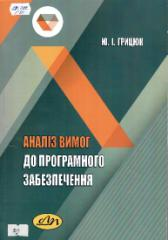 Ю. І. ГРИЦЮК
АНАЛІЗ ВИМОГ
ДО ПРОГРАМНОГО
ЗАБЕЗПЕЧЕННЯ